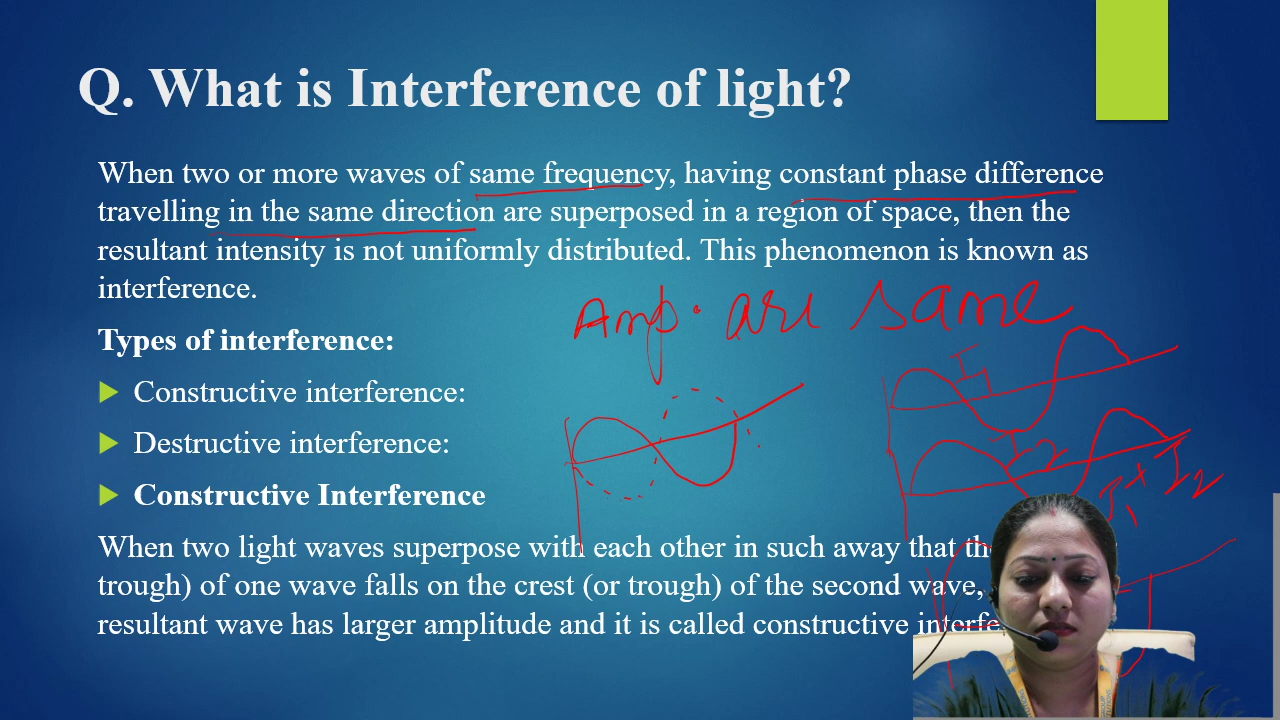 Q. What is Interference of light?
When two or more waves of same frequency, having constant phase difference
travelling in the same direction are superposed in a region of space, then the
resultant intensity is not uniformly distributed. This phenomenon is known as
interference.
Amp. are same
Types of interference:
Constructive interference:
Destructive interference:
Constructive Interference
I1
I2
I1 + I2
When two light waves superpose with each other in such away that
trough) of one wave falls on the crest (or trough) of the second wave,
resultant wave has larger amplitude and it is called constructive